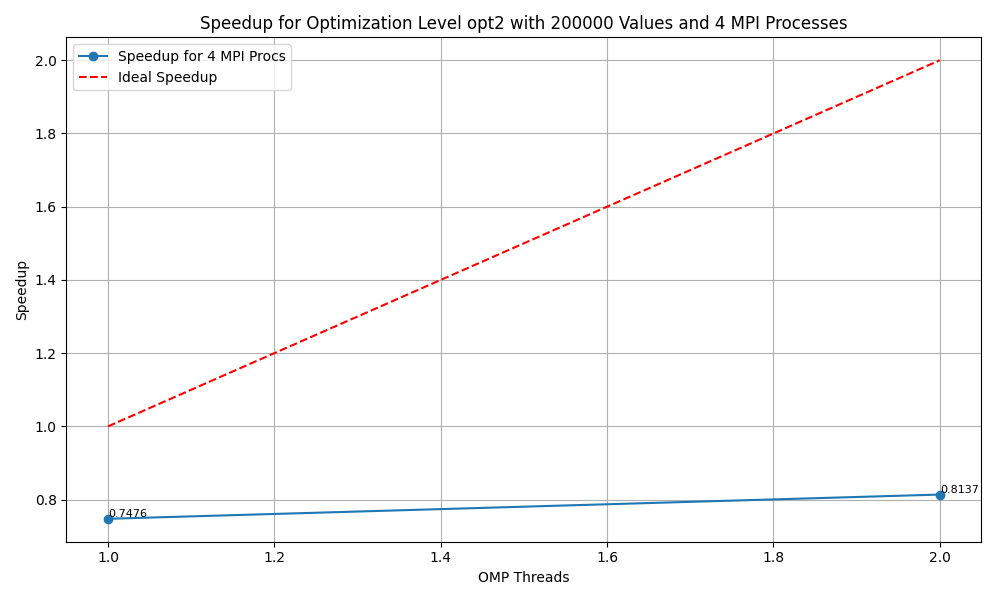 Speedup for Optimization Level opt2 with 200000 Values and 4 MPI Processes
Speedup for 4 MPI Procs
Ideal Speedup
2.0
1.8
1.6
1.4
1.2
1.0
0.8
Speedup
0.7476
0.8137
1.0 1.2 1.4 1.6 1.8 2.0
OMP Threads